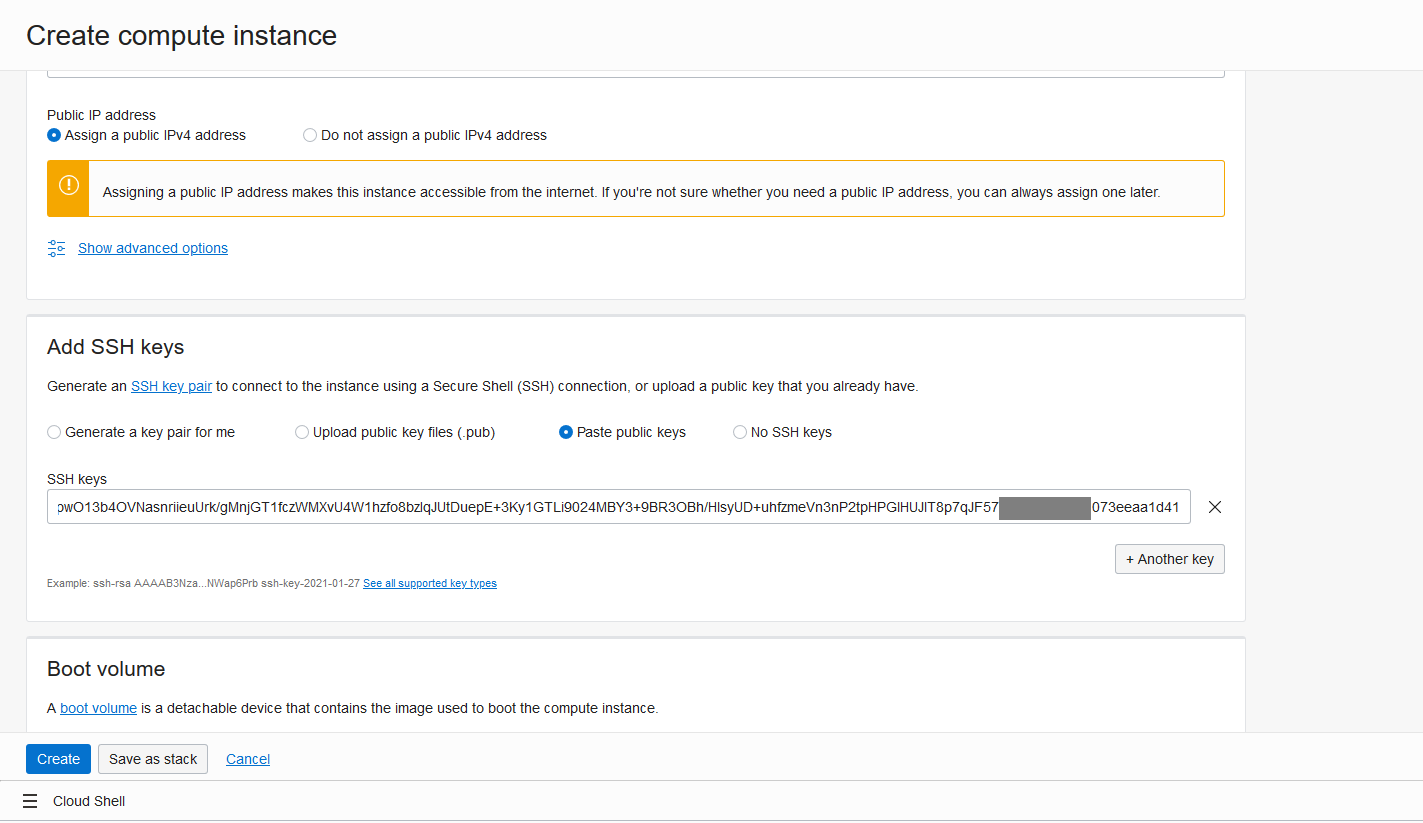 Create compute instance
Public IP address
Assign a public IPv4 address Do not assign a public IPv4 address
Assigning a public IP address makes this instance accessible from the internet. If you're not sure whether you need a public IP address, you can always assign one later.
Show advanced options
Add SSH keys
Generate an SSH key pair to connect to the instance using a Secure Shell (SSH) connection, or upload a public key that you already have.
Generate a key pair for me Upload public key files (.pub) Paste public keys No SSH keys
SSH keys
073eeaa1d41
+ Another key
Example: ssh-rsa AAAAB3Nza...NWap6Prb ssh-key-2021-01-27 See all supported key types
Boot volume
A boot volume is a detachable device that contains the image used to boot the compute instance.
Create Save as stack Cancel
Cloud Shell